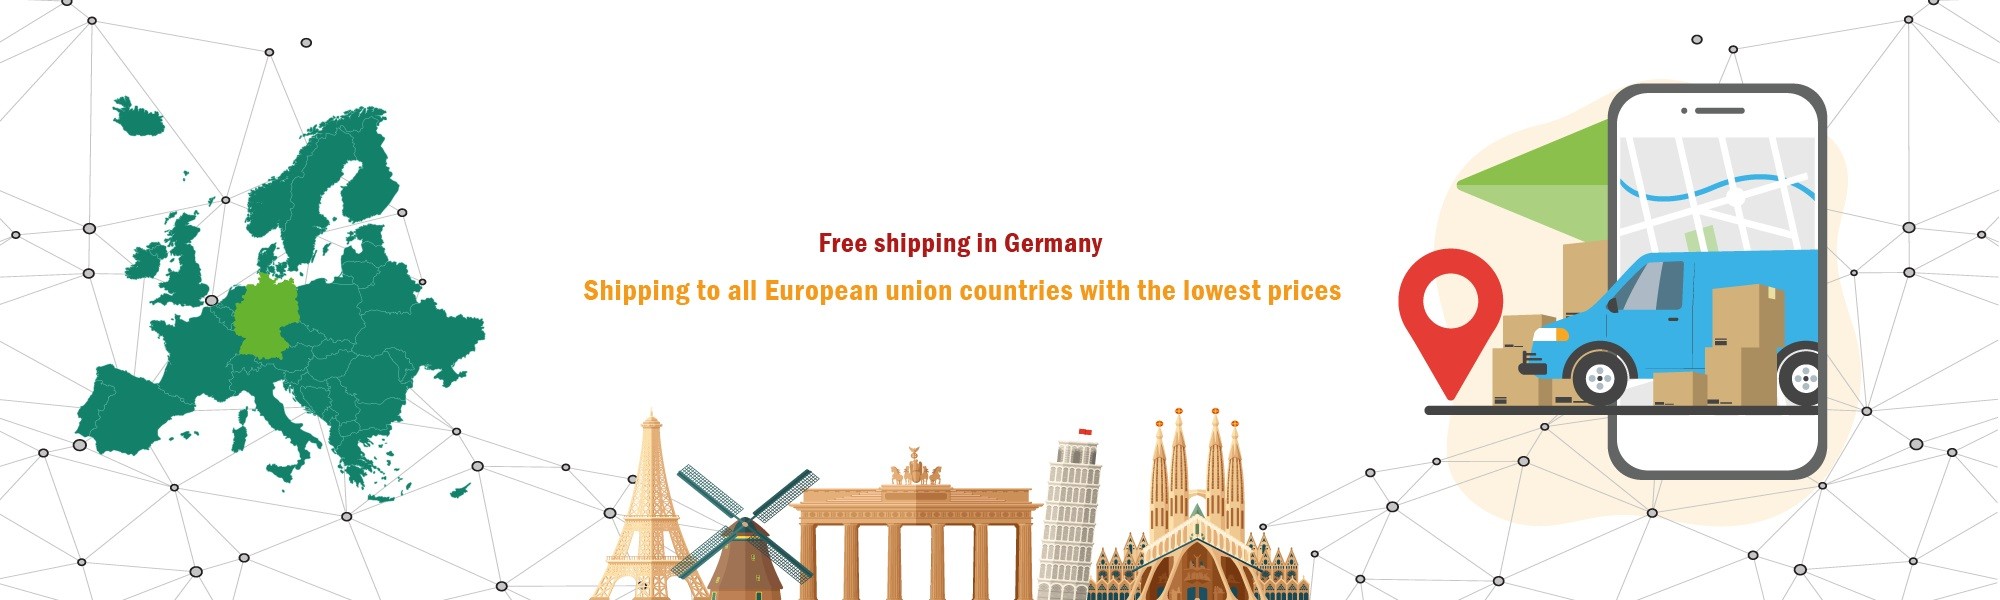 Free shipping in Germany
Shipping to all European union countries with the lowest prices